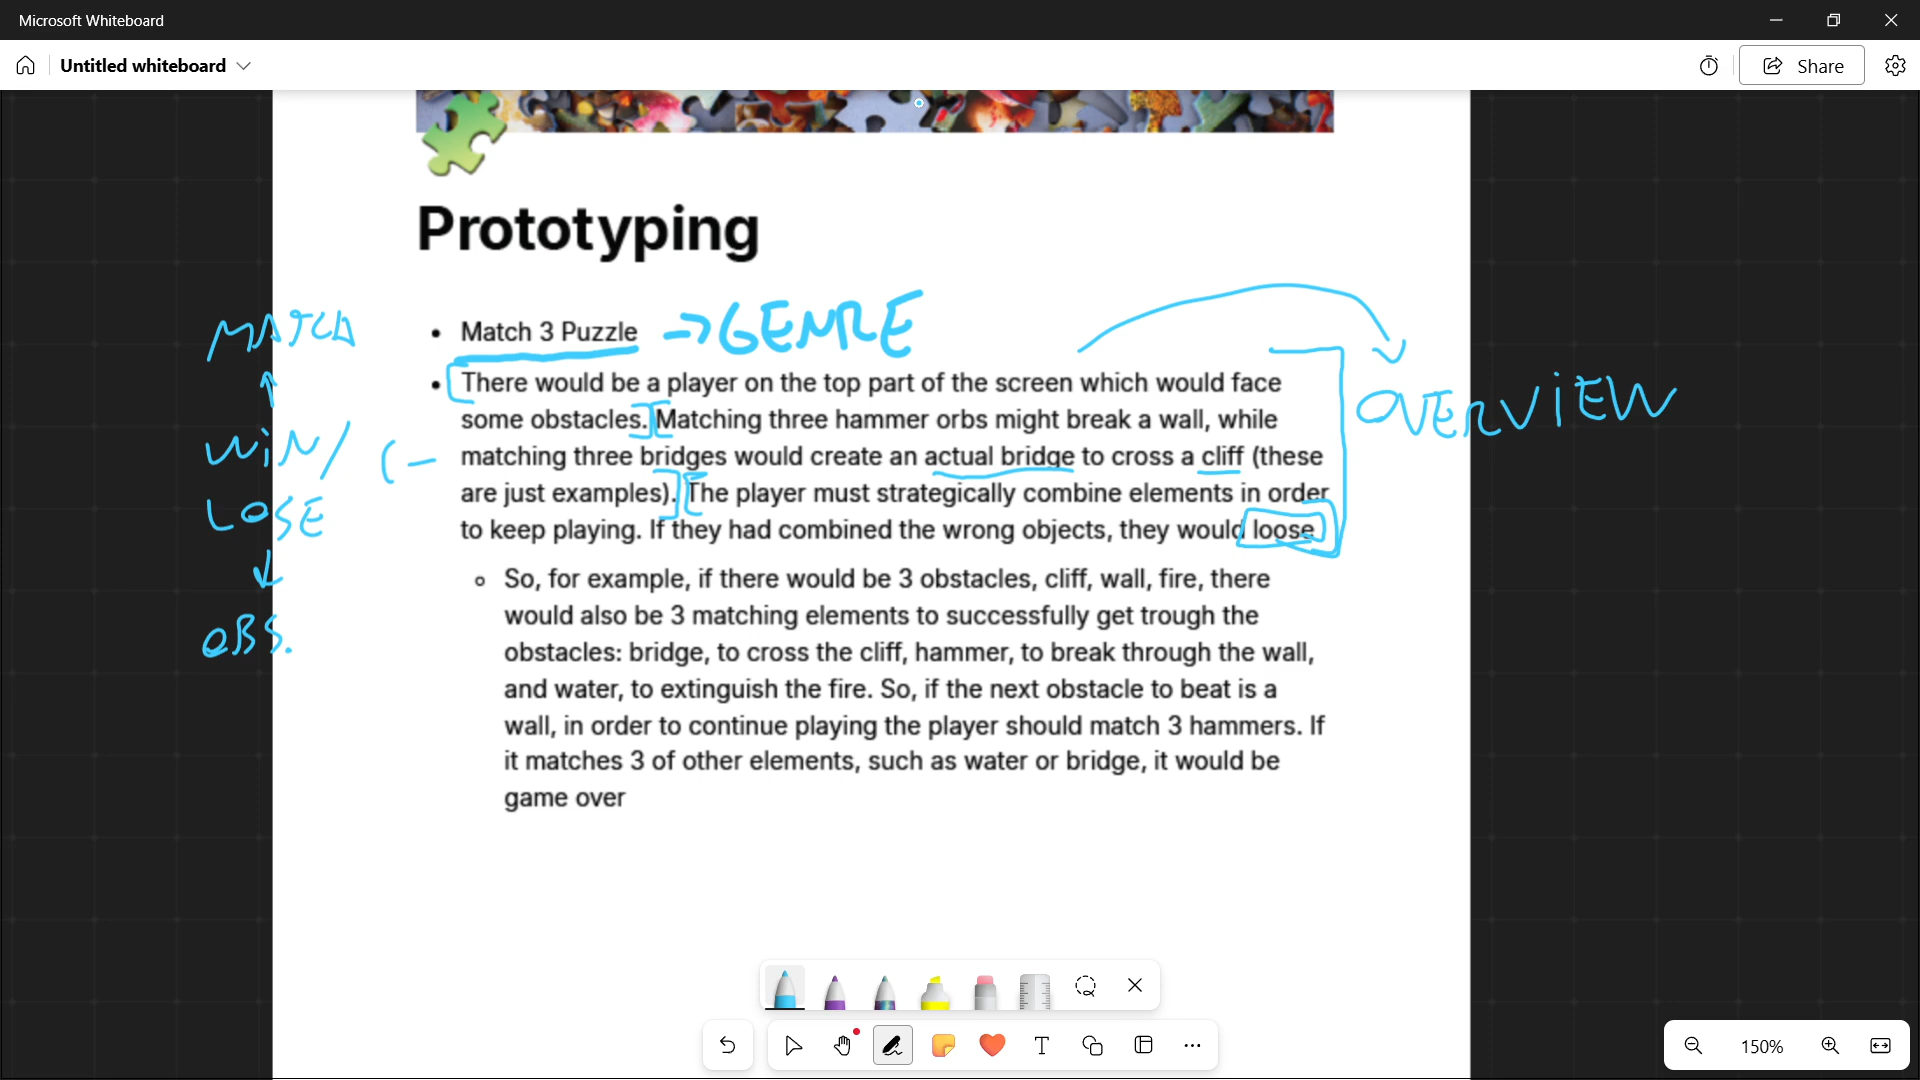 Microsoft Whiteboard
Untitled whiteboard
Share
Prototyping
• Match 3 Puzzle → GENRE
• There would be a player on the top part of the screen which would face
some obstacles. Matching three hammer orbs might break a wall, while
matching three bridges would create an actual bridge to cross a cliff (these
are just examples). The player must strategically combine elements in order
to keep playing. If they had combined the wrong objects, they would loose
OVERVIEW
MATCH
↑
WIN/
LOSE
↓
OBS.
So, for example, if there would be 3 obstacles, cliff, wall, fire, there
would also be 3 matching elements to successfully get trough the
obstacles: bridge, to cross the cliff, hammer, to break through the wall,
and water, to extinguish the fire. So, if the next obstacle to beat is a
wall, in order to continue playing the player should match 3 hammers. If
it matches 3 of other elements, such as water or bridge, it would be
game over
150%